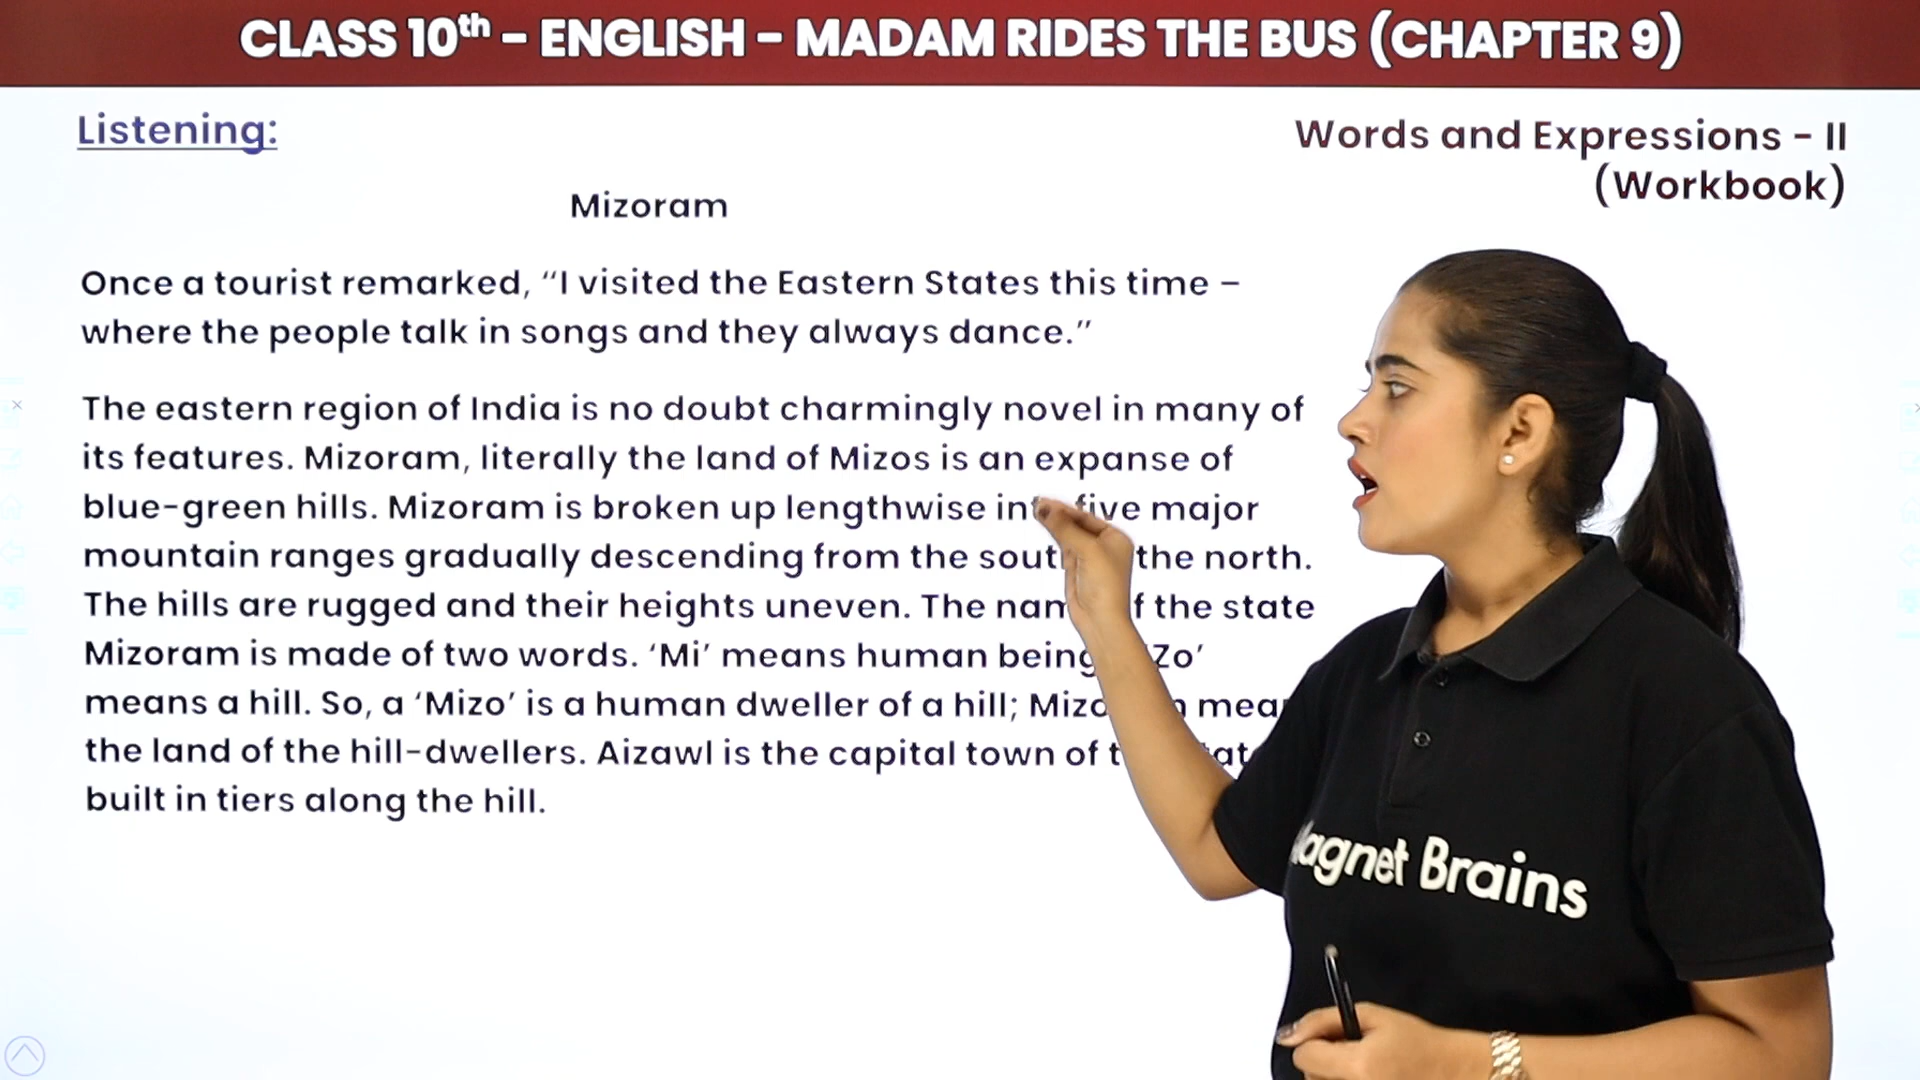 CLASS 10th - ENGLISH - MADAM RIDES THE BUS (CHAPTER 9)
Listening:
Words and Expressions - II
(Workbook)
Mizoram
Once a tourist remarked, “I visited the Eastern States this time –
where the people talk in songs and they always dance.”
The eastern region of India is no doubt charmingly novel in many of
its features. Mizoram, literally the land of Mizos is an expanse of
blue-green hills. Mizoram is broken up lengthwise into five major
mountain ranges gradually descending from the south the north.
The hills are rugged and their heights uneven. The name of the state
Mizoram is made of two words. ‘Mi’ means human being ‘Zo’
means a hill. So, a ‘Mizo’ is a human dweller of a hill; Mizoram
the land of the hill-dwellers. Aizawl is the capital town of
built in tiers along the hill.
Magnet Brains